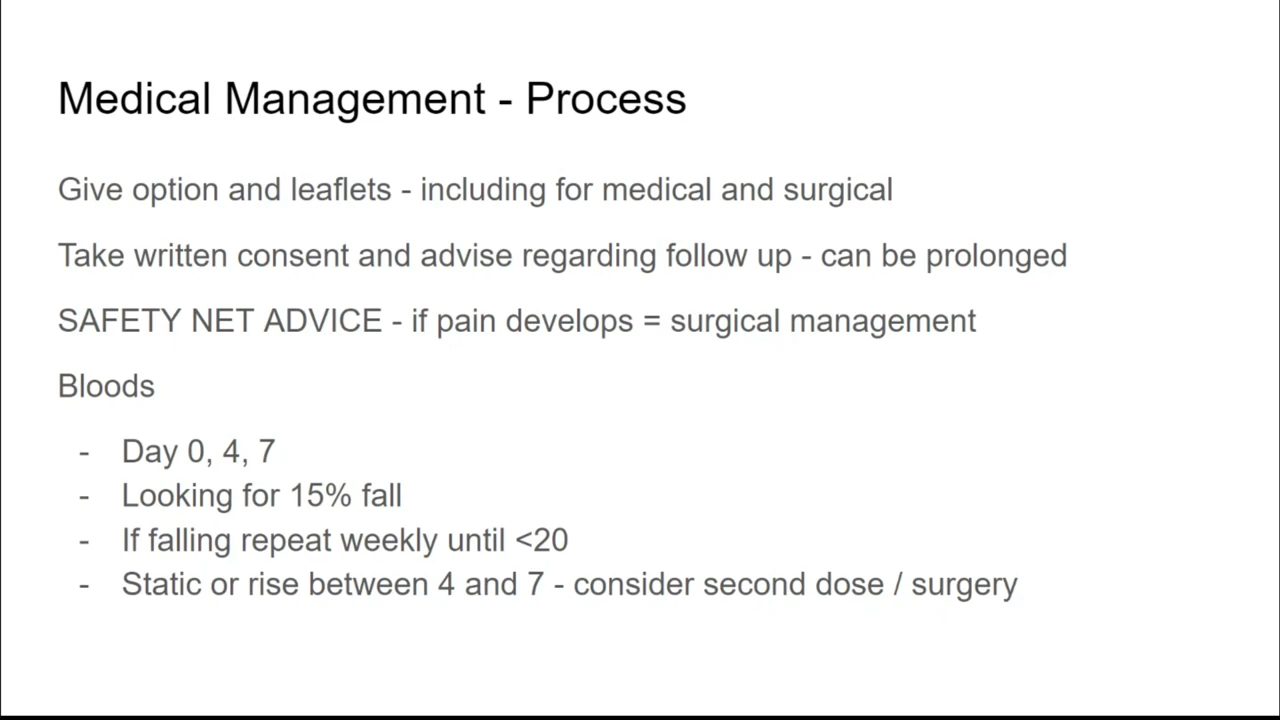 Medical Management - Process
Give option and leaflets - including for medical and surgical
Take written consent and advise regarding follow up - can be prolonged
SAFETY NET ADVICE - if pain develops = surgical management
Bloods
- Day 0, 4, 7
- Looking for 15% fall
- If falling repeat weekly until <20
- Static or rise between 4 and 7 - consider second dose / surgery